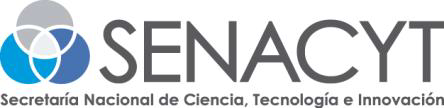 SENACYT
Secretaría Nacional de Ciencia, Tecnología e Innovación